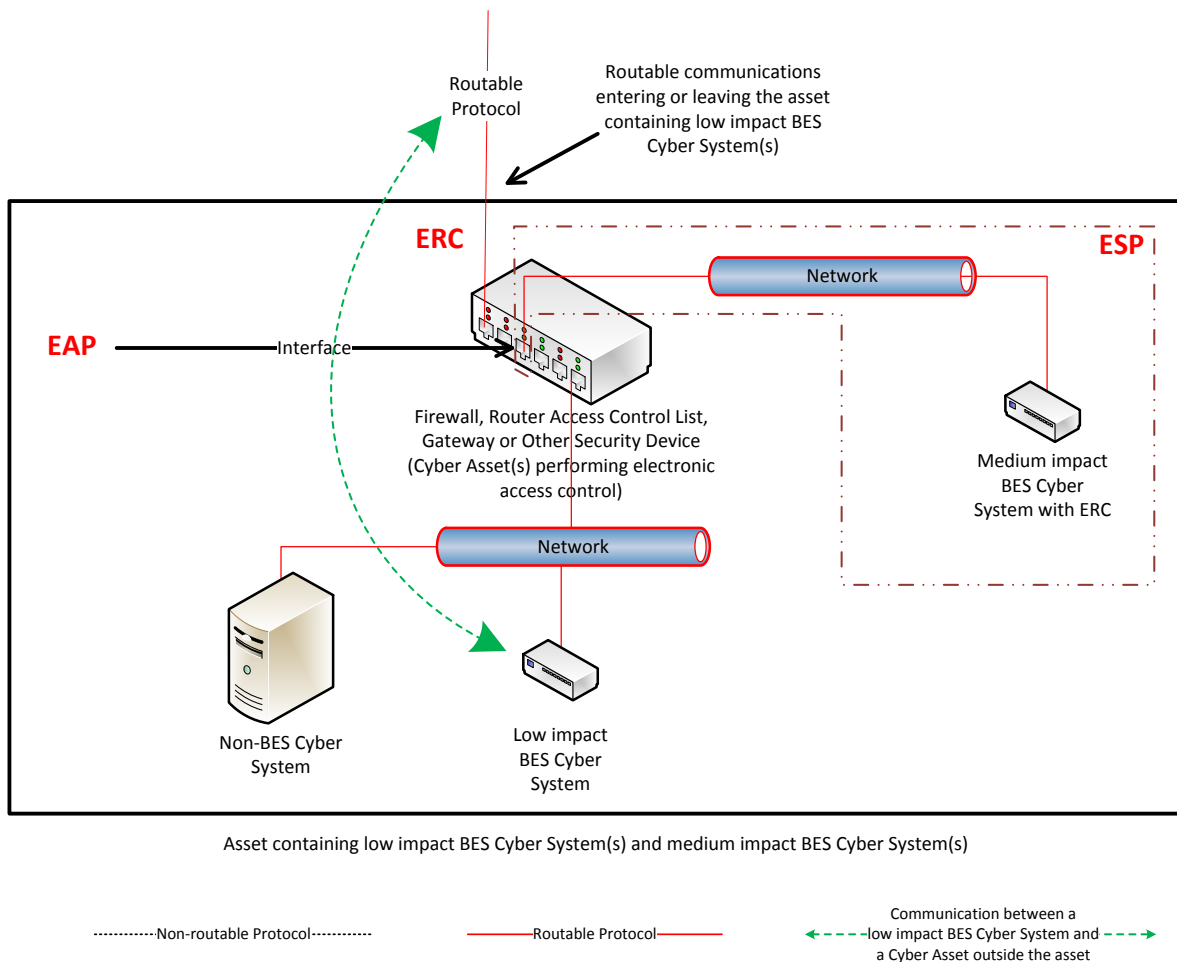 Routable
Protocol
Routable communications
entering or leaving the asset
containing low impact BES
Cyber System(s)
ERC
ESP
Network
EAP
Interface
Firewall, Router Access Control List,
Gateway or Other Security Device
(Cyber Asset(s) performing electronic
access control)
Medium impact
BES Cyber
System with ERC
Network
Non-BES Cyber
System
Low impact
BES Cyber
System
Asset containing low impact BES Cyber System(s) and medium impact BES Cyber System(s)
Non-routable Protocol
Routable Protocol
Communication between a
low impact BES Cyber System and
a Cyber Asset outside the asset